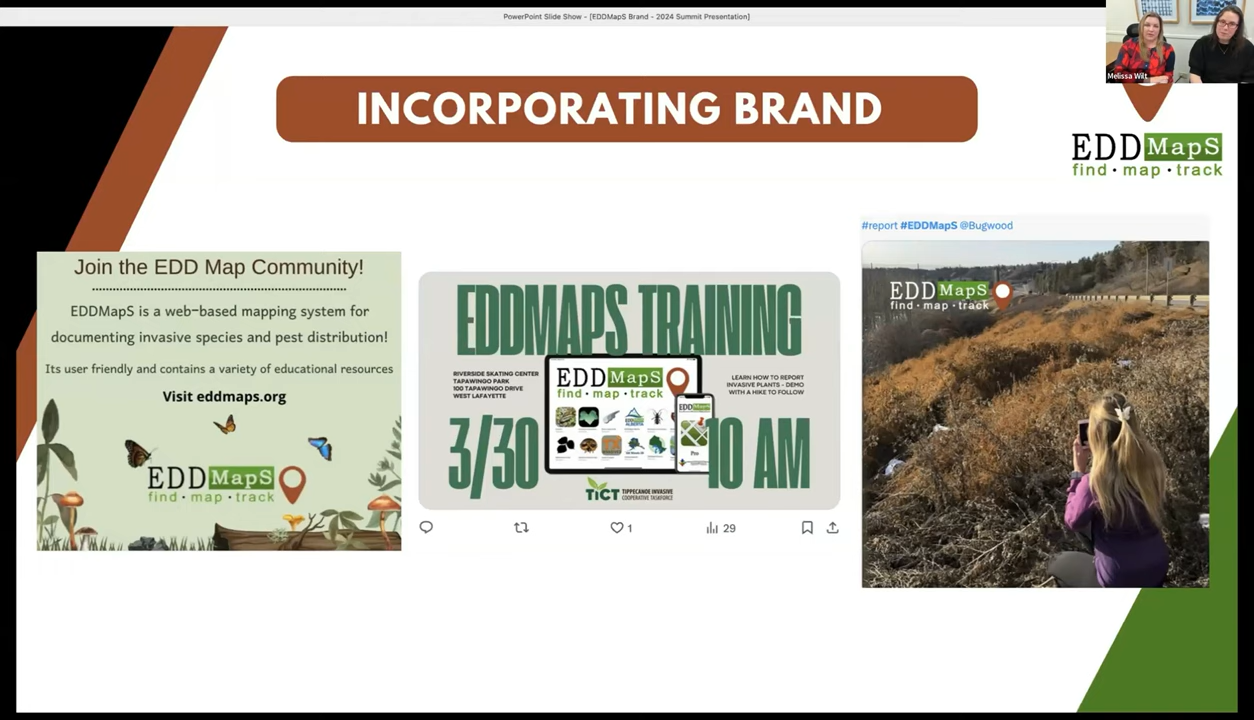 PowerPoint Slide Show - [EDDMapS Brand - 2024 Summit Presentation]
Melissa Wilt
INCORPORATING BRAND
EDDMapS
find · map · track
Join the EDD Map Community!
EDDMapS is a web-based mapping system for
documenting invasive species and pest distribution!
Its user friendly and contains a variety of educational resources
Visit eddmaps.org
EDDMapS
find · map · track
EDDMAPS TRAINING
RIVERSIDE SKATING CENTER
TAPAWINGO PARK
100 TAPAWINGO DRIVE
WEST LAFAYETTE
EDDMapS
find · map · track
LEARN HOW TO REPORT
INVASIVE PLANTS - DEMO
WITH A HIKE TO FOLLOW
EDDMapS
Pro
3/30
10 AM
TICT TIPPECANOE INVASIVE
COOPERATIVE TASKFORCE
1
29
#report #EDDMapS @Bugwood
EDDMapS
find · map · track